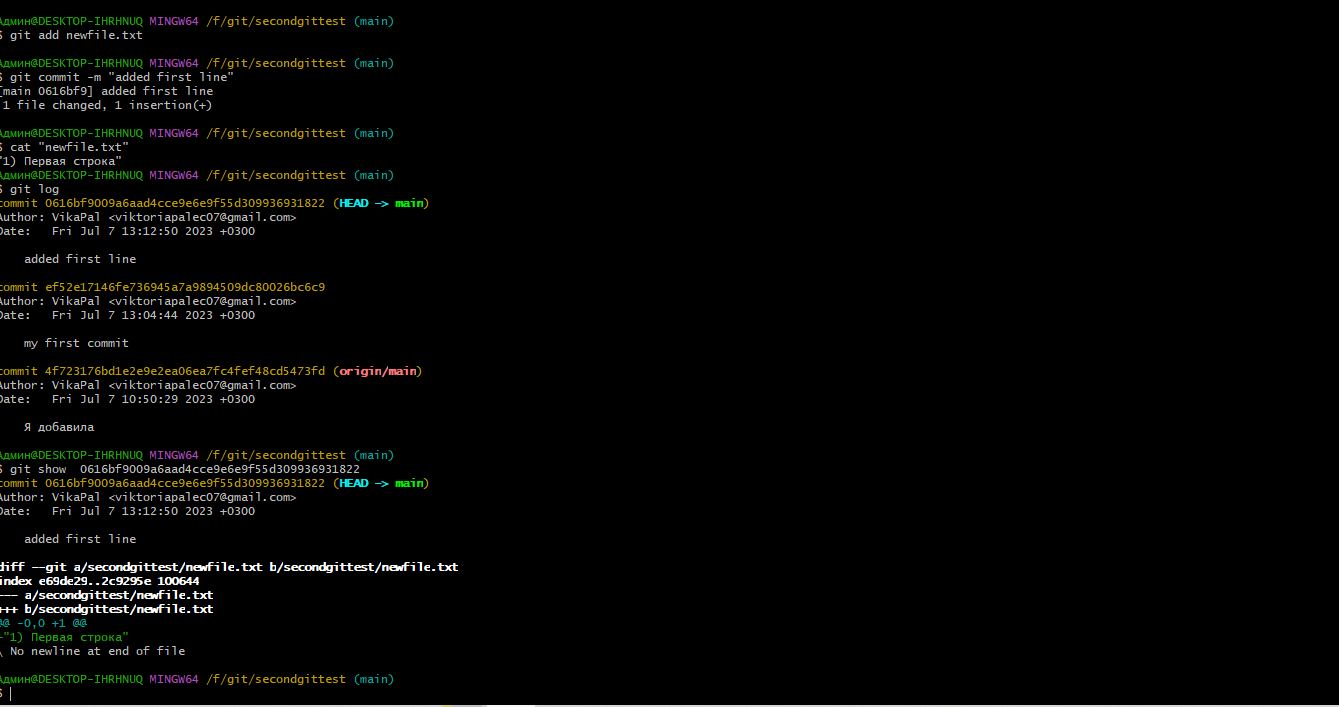 Админ@DESKTOP-IHRHNUQ MINGW64 /f/git/secondgittest (main)
$ git add newfile.txt
Админ@DESKTOP-IHRHNUQ MINGW64 /f/git/secondgittest (main)
$ git commit -m "added first line"
[main 0616bf9] added first line
1 file changed, 1 insertion(+)
Админ@DESKTOP-IHRHNUQ MINGW64 /f/git/secondgittest (main)
$ cat "newfile.txt"
"1) Первая строка"
Админ@DESKTOP-IHRHNUQ MINGW64 /f/git/secondgittest (main)
$ git log
commit 0616bf9009a6aad4cce9e6e9f55d309936931822 (HEAD -> main)
Author: VikaPal <viktoriapalec07@gmail.com>
Date:   Fri Jul 7 13:12:50 2023 +0300
added first line
commit ef52e17146fe736945a7a9894509dc80026bc6c9
Author: VikaPal <viktoriapalec07@gmail.com>
Date:   Fri Jul 7 13:04:44 2023 +0300
my first commit
commit 4f723176bd1e2e9e2ea06ea7fc4fef48cd5473fd (origin/main)
Author: VikaPal <viktoriapalec07@gmail.com>
Date:   Fri Jul 7 10:50:29 2023 +0300
Я добавила
Админ@DESKTOP-IHRHNUQ MINGW64 /f/git/secondgittest (main)
$ git show  0616bf9009a6aad4cce9e6e9f55d309936931822
commit 0616bf9009a6aad4cce9e6e9f55d309936931822 (HEAD -> main)
Author: VikaPal <viktoriapalec07@gmail.com>
Date:   Fri Jul 7 13:12:50 2023 +0300
added first line
diff --git a/secondgittest/newfile.txt b/secondgittest/newfile.txt
index e69de29..2c9295e 100644
--- a/secondgittest/newfile.txt
+++ b/secondgittest/newfile.txt
@@ -0,0 +1 @@
+"1) Первая строка"
\ No newline at end of file
Админ@DESKTOP-IHRHNUQ MINGW64 /f/git/secondgittest (main)
$